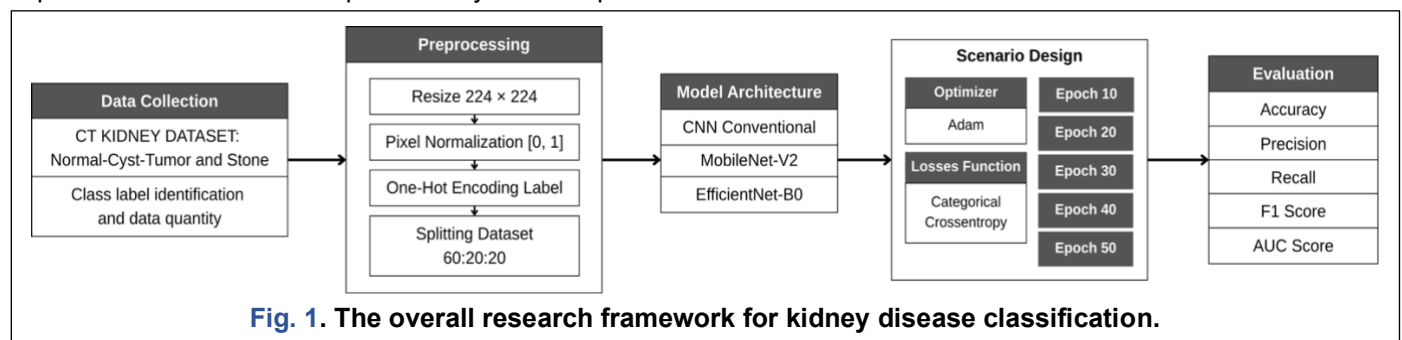 Data Collection
CT KIDNEY DATASET:
Normal-Cyst-Tumor and Stone
Class label identification
and data quantity
Preprocessing
Resize 224 × 224
Pixel Normalization [0, 1]
One-Hot Encoding Label
Splitting Dataset
60:20:20
Model Architecture
CNN Conventional
MobileNet-V2
EfficientNet-B0
Scenario Design
Optimizer
Adam
Losses Function
Categorical
Crossentropy
Epoch 10
Epoch 20
Epoch 30
Epoch 40
Epoch 50
Evaluation
Accuracy
Precision
Recall
F1 Score
AUC Score
Fig. 1. The overall research framework for kidney disease classification.